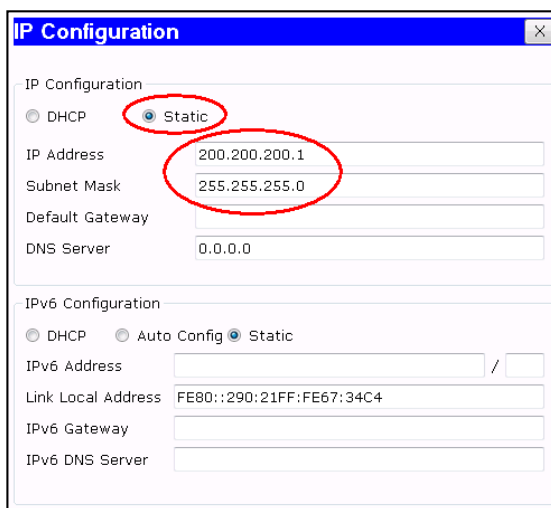 IP Configuration X
IP Configuration
DHCP Static
IP Address 200.200.200.1
Subnet Mask 255.255.255.0
Default Gateway
DNS Server 0.0.0.0
IPv6 Configuration
DHCP Auto Config Static
IPv6 Address /
Link Local Address FE80::290:21FF:FE67:34C4
IPv6 Gateway
IPv6 DNS Server